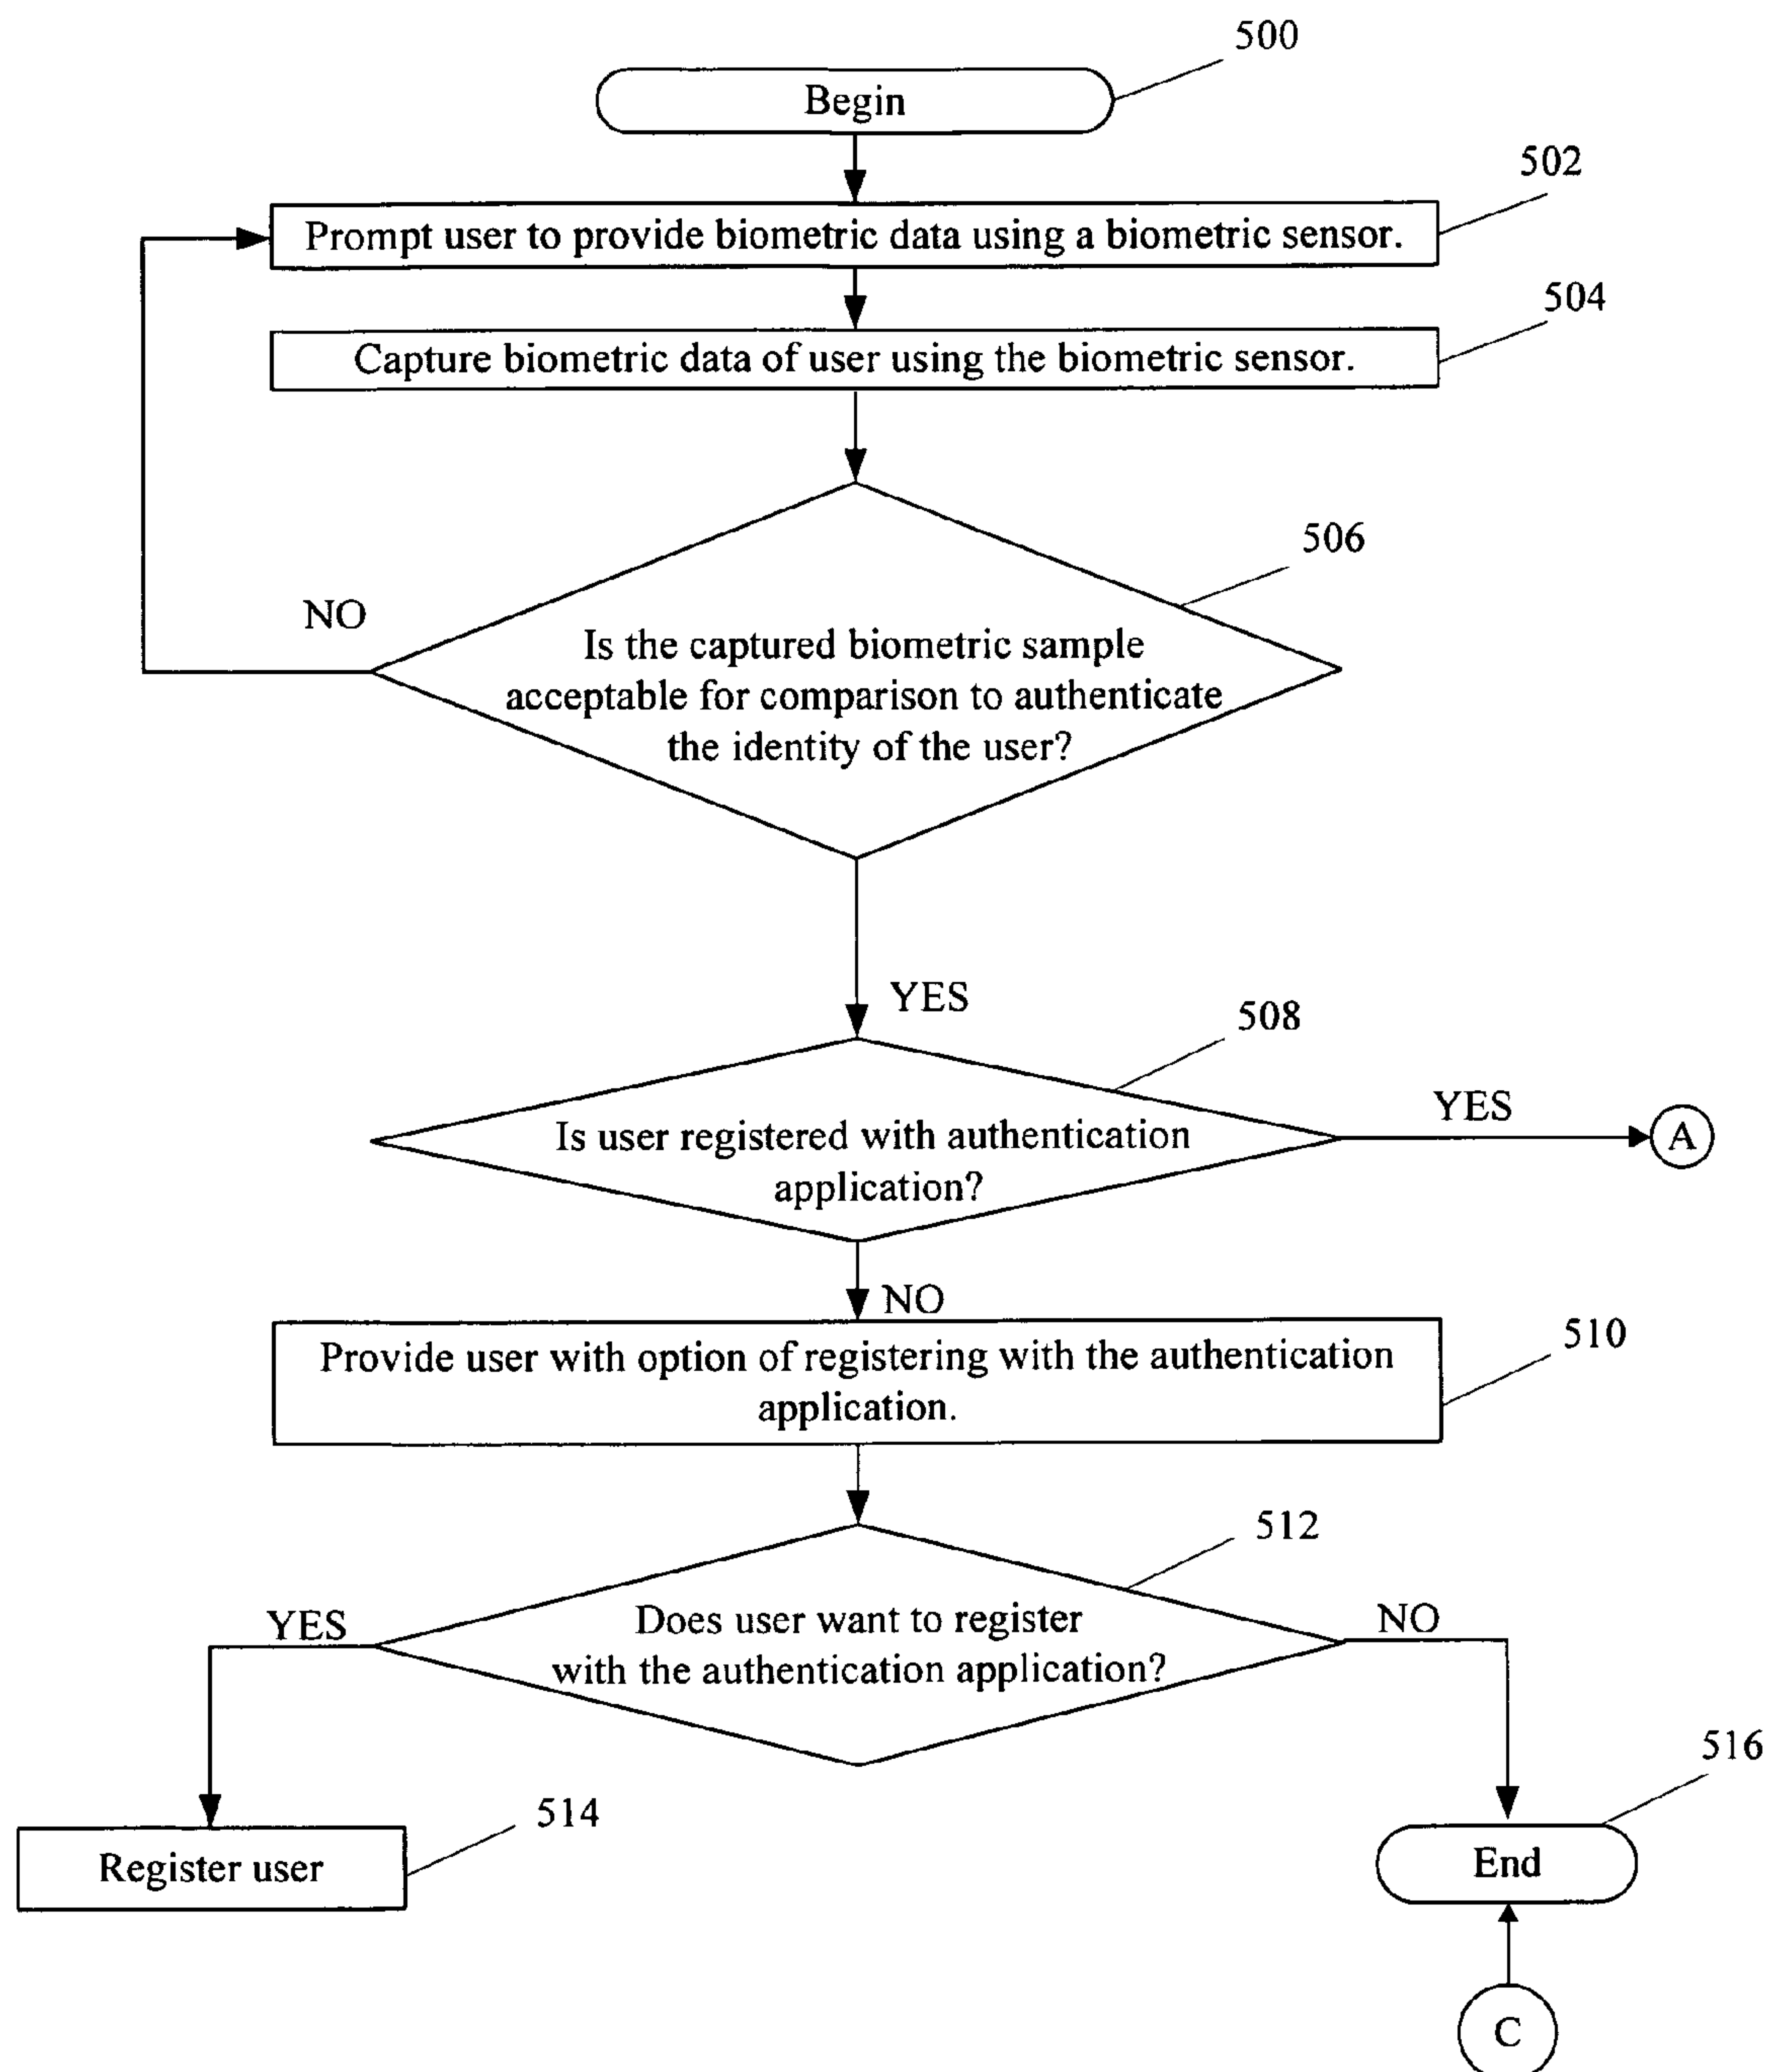 500
Begin
502
Prompt user to provide biometric data using a biometric sensor.
504
Capture biometric data of user using the biometric sensor.
506
NO
Is the captured biometric sample
acceptable for comparison to authenticate
the identity of the user?
YES
508
YES
Is user registered with authentication
application?
A
NO
510
Provide user with option of registering with the authentication
application.
512
YES
Does user want to register
with the authentication application?
NO
516
514
Register user
End
C